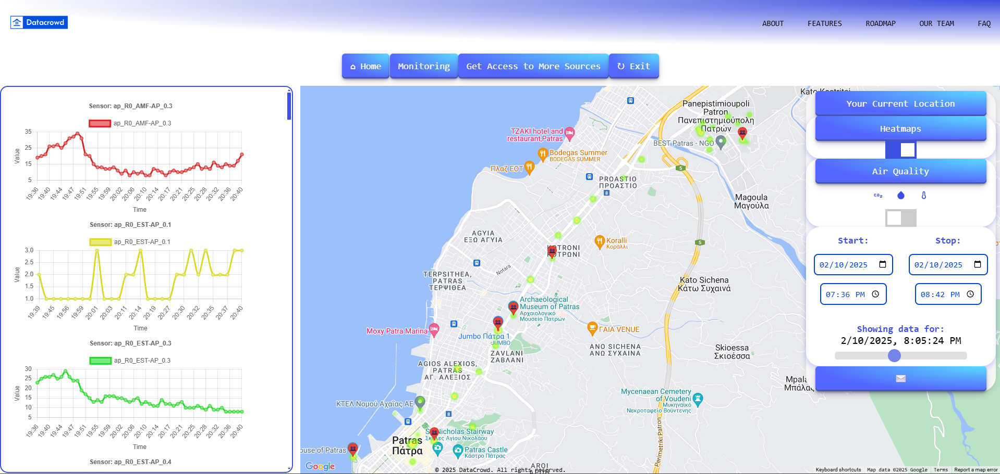 Datacrowd
ABOUT
FEATURES
ROADMAP
OUR TEAM
FAQ
Home
Monitoring
Get Access to More Sources
↻ Exit
Sensor: ap_R0_AMF-AP_0.3
ap_R0_AMF-AP_0.3
35
25
15
5
Value
19:36 19:40 19:44 19:47 19:51 19:55 19:59 20:02 20:06 20:10 20:14 20:17 20:21 20:25 20:28 20:32 20:36 20:40
Time
Sensor: ap_R0_EST-AP_0.1
ap_R0_EST-AP_0.1
3.0
2.5
2.0
1.5
1.0
Value
19:39 19:45 19:56 19:59 20:01 20:03 20:11 20:14 20:19 20:27 20:30 20:32 20:35 20:37 20:40
Time
Sensor: ap_R0_EST-AP_0.3
ap_R0_EST-AP_0.3
30
25
20
15
10
5
Value
19:36 19:40 19:44 19:47 19:51 19:55 19:59 20:02 20:06 20:10 20:14 20:17 20:21 20:25 20:28 20:32 20:36 20:40
Time
Sensor: ap_R0_EST-AP_0.4
Kato Kastritsi
Panepistimioupoli
Patron
Πανεπιστημιούπολη
Πατρών
TZAKI hotel and
restaurant,Patras
BEST Patras - NGO
Bodegas Summer
BODEGAS SUMMER
Πλαζ ΕΟΤ
5
PROASTIO
ΠΡΟΑΣΤΙΟ
8
Magoula
Μαγούλα
AGYIA
ΕΞΩ ΑΓΥΙΑ
Koralli
Κοράλλι
5
KOTRONI
ΚΟΤΡΩΝΙ
Notara
TERPSITHEA,
PATRAS
ΤΕΡΨΙΘΕΑ
Kato Sichena
Κάτω Συχαινά
Archaeological
Museum of Patras
Αρχαιολογικό
Μουσείο Πατρών
Moxy Patra Marina
Jumbo Πάτρα 1
JUMBO
ΓΑΙΑ VENUE
ANO SICHENA
ΑΝΩ ΣΥΧΑΙΝΑ
Skioessa
Σκιοέσσα
ZAVLANI
ΖΑΒΛΑΝΙ
AGIOS ALEXIOS,
PATRAS
ΑΓ. ΑΛΕΞΙΟΣ
Mpala
Μπάλας
Mycenaean Cemetery
of Voudeni
Μυκηναϊκό
Νεκροταφείο Βούντενης
ΚΤΕΛ Νομού Αχαΐας ΑΕ
8
St Nicholas Stairway
Σκάλες Αγίου Νικολάου
Patras
Πάτρα
Patras Castle
Κάστρο Πάτρας
ouse of Patras
Perimetriki Patron
AROI
ΑΡΟΗ
Google
© 2025 DataCrowd. All rights reserved.
Keyboard shortcuts
Map data ©2025 Google
Terms
Report a map error
Your Current Location
Heatmaps
Air Quality
CO₂
Start:
Stop:
02/10/2025
02/10/2025
07:36 PM
08:42 PM
Showing data for:
2/10/2025, 8:05:24 PM